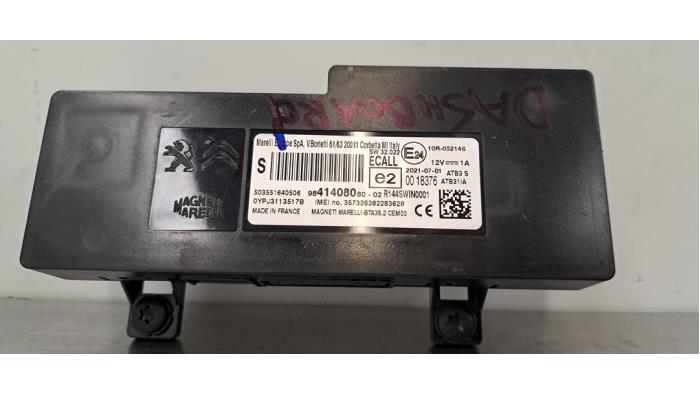 DASHBOARD
Marelli Europe SpA, V.Borletti 61/63 20011 Corbetta MI Italy
S
SW 32.022
ECALL
E24
10R-052146
12V 1A
e2
2021-07-01 ATB3 S
00 18376 ATB31IA
503551640506 9841408080 - 02 R144SWIN0001
0YPJ3113517B IMEI no. 357326382283628
MADE IN FRANCE MAGNETI MARELLI-BTA35.2 CEM00
MAGNETI
MARELLI